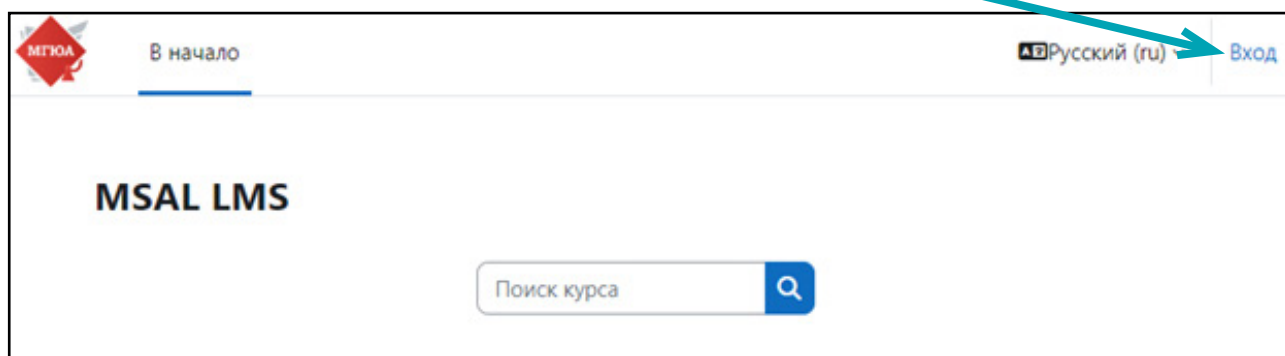 МГЮА
В начало
Русский (ru)
Вход
MSAL LMS
Поиск курса